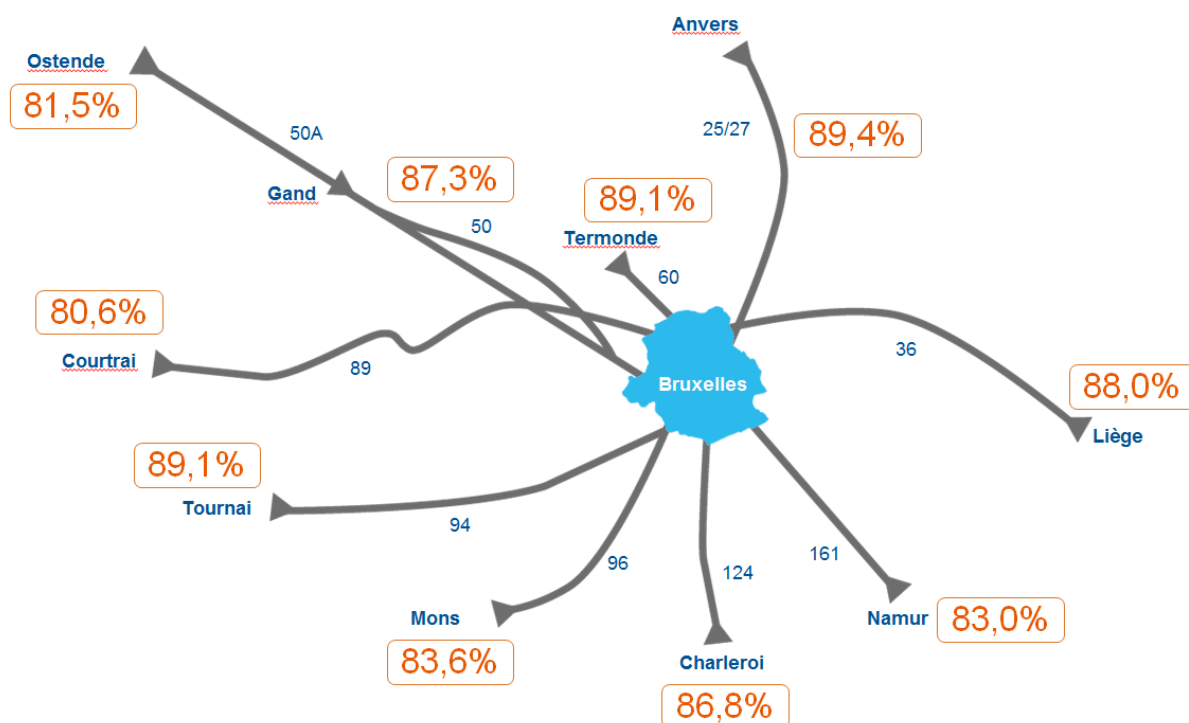 Anvers
Ostende
81,5%
50A
25/27
89,4%
87,3%
Gand
89,1%
50
Termonde
60
80,6%
Courtrai
89
36
Bruxelles
88,0%
Liège
89,1%
Tournai
94
96
124
161
Mons
83,6%
Namur
83,0%
Charleroi
86,8%